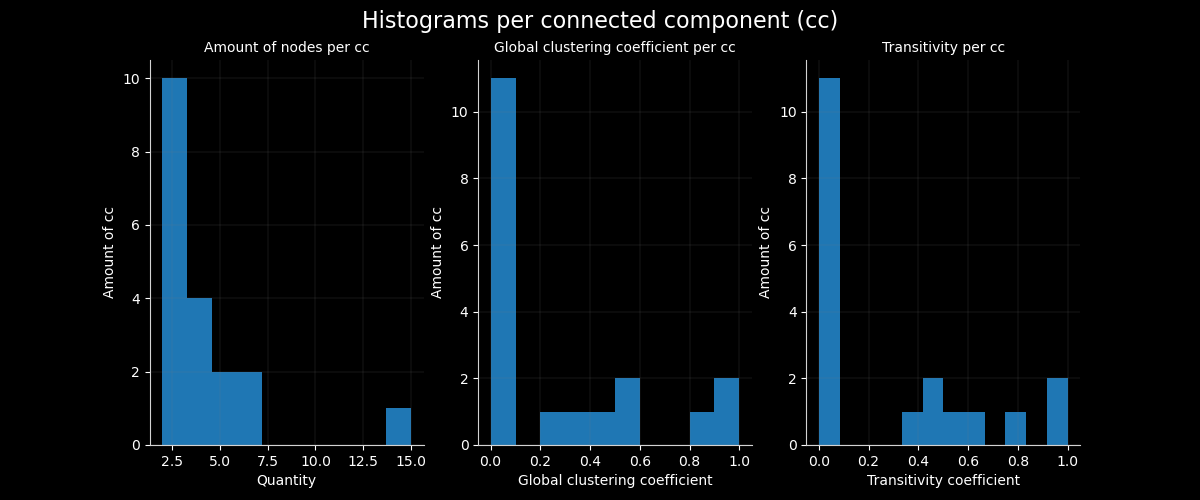 Histograms per connected component (cc)
Amount of nodes per cc
Amount of cc
10
8
6
4
2
0
2.5 5.0 7.5 10.0 12.5 15.0
Quantity
Global clustering coefficient per cc
Amount of cc
10
8
6
4
2
0
0.0 0.2 0.4 0.6 0.8 1.0
Global clustering coefficient
Transitivity per cc
Amount of cc
10
8
6
4
2
0
0.0 0.2 0.4 0.6 0.8 1.0
Transitivity coefficient